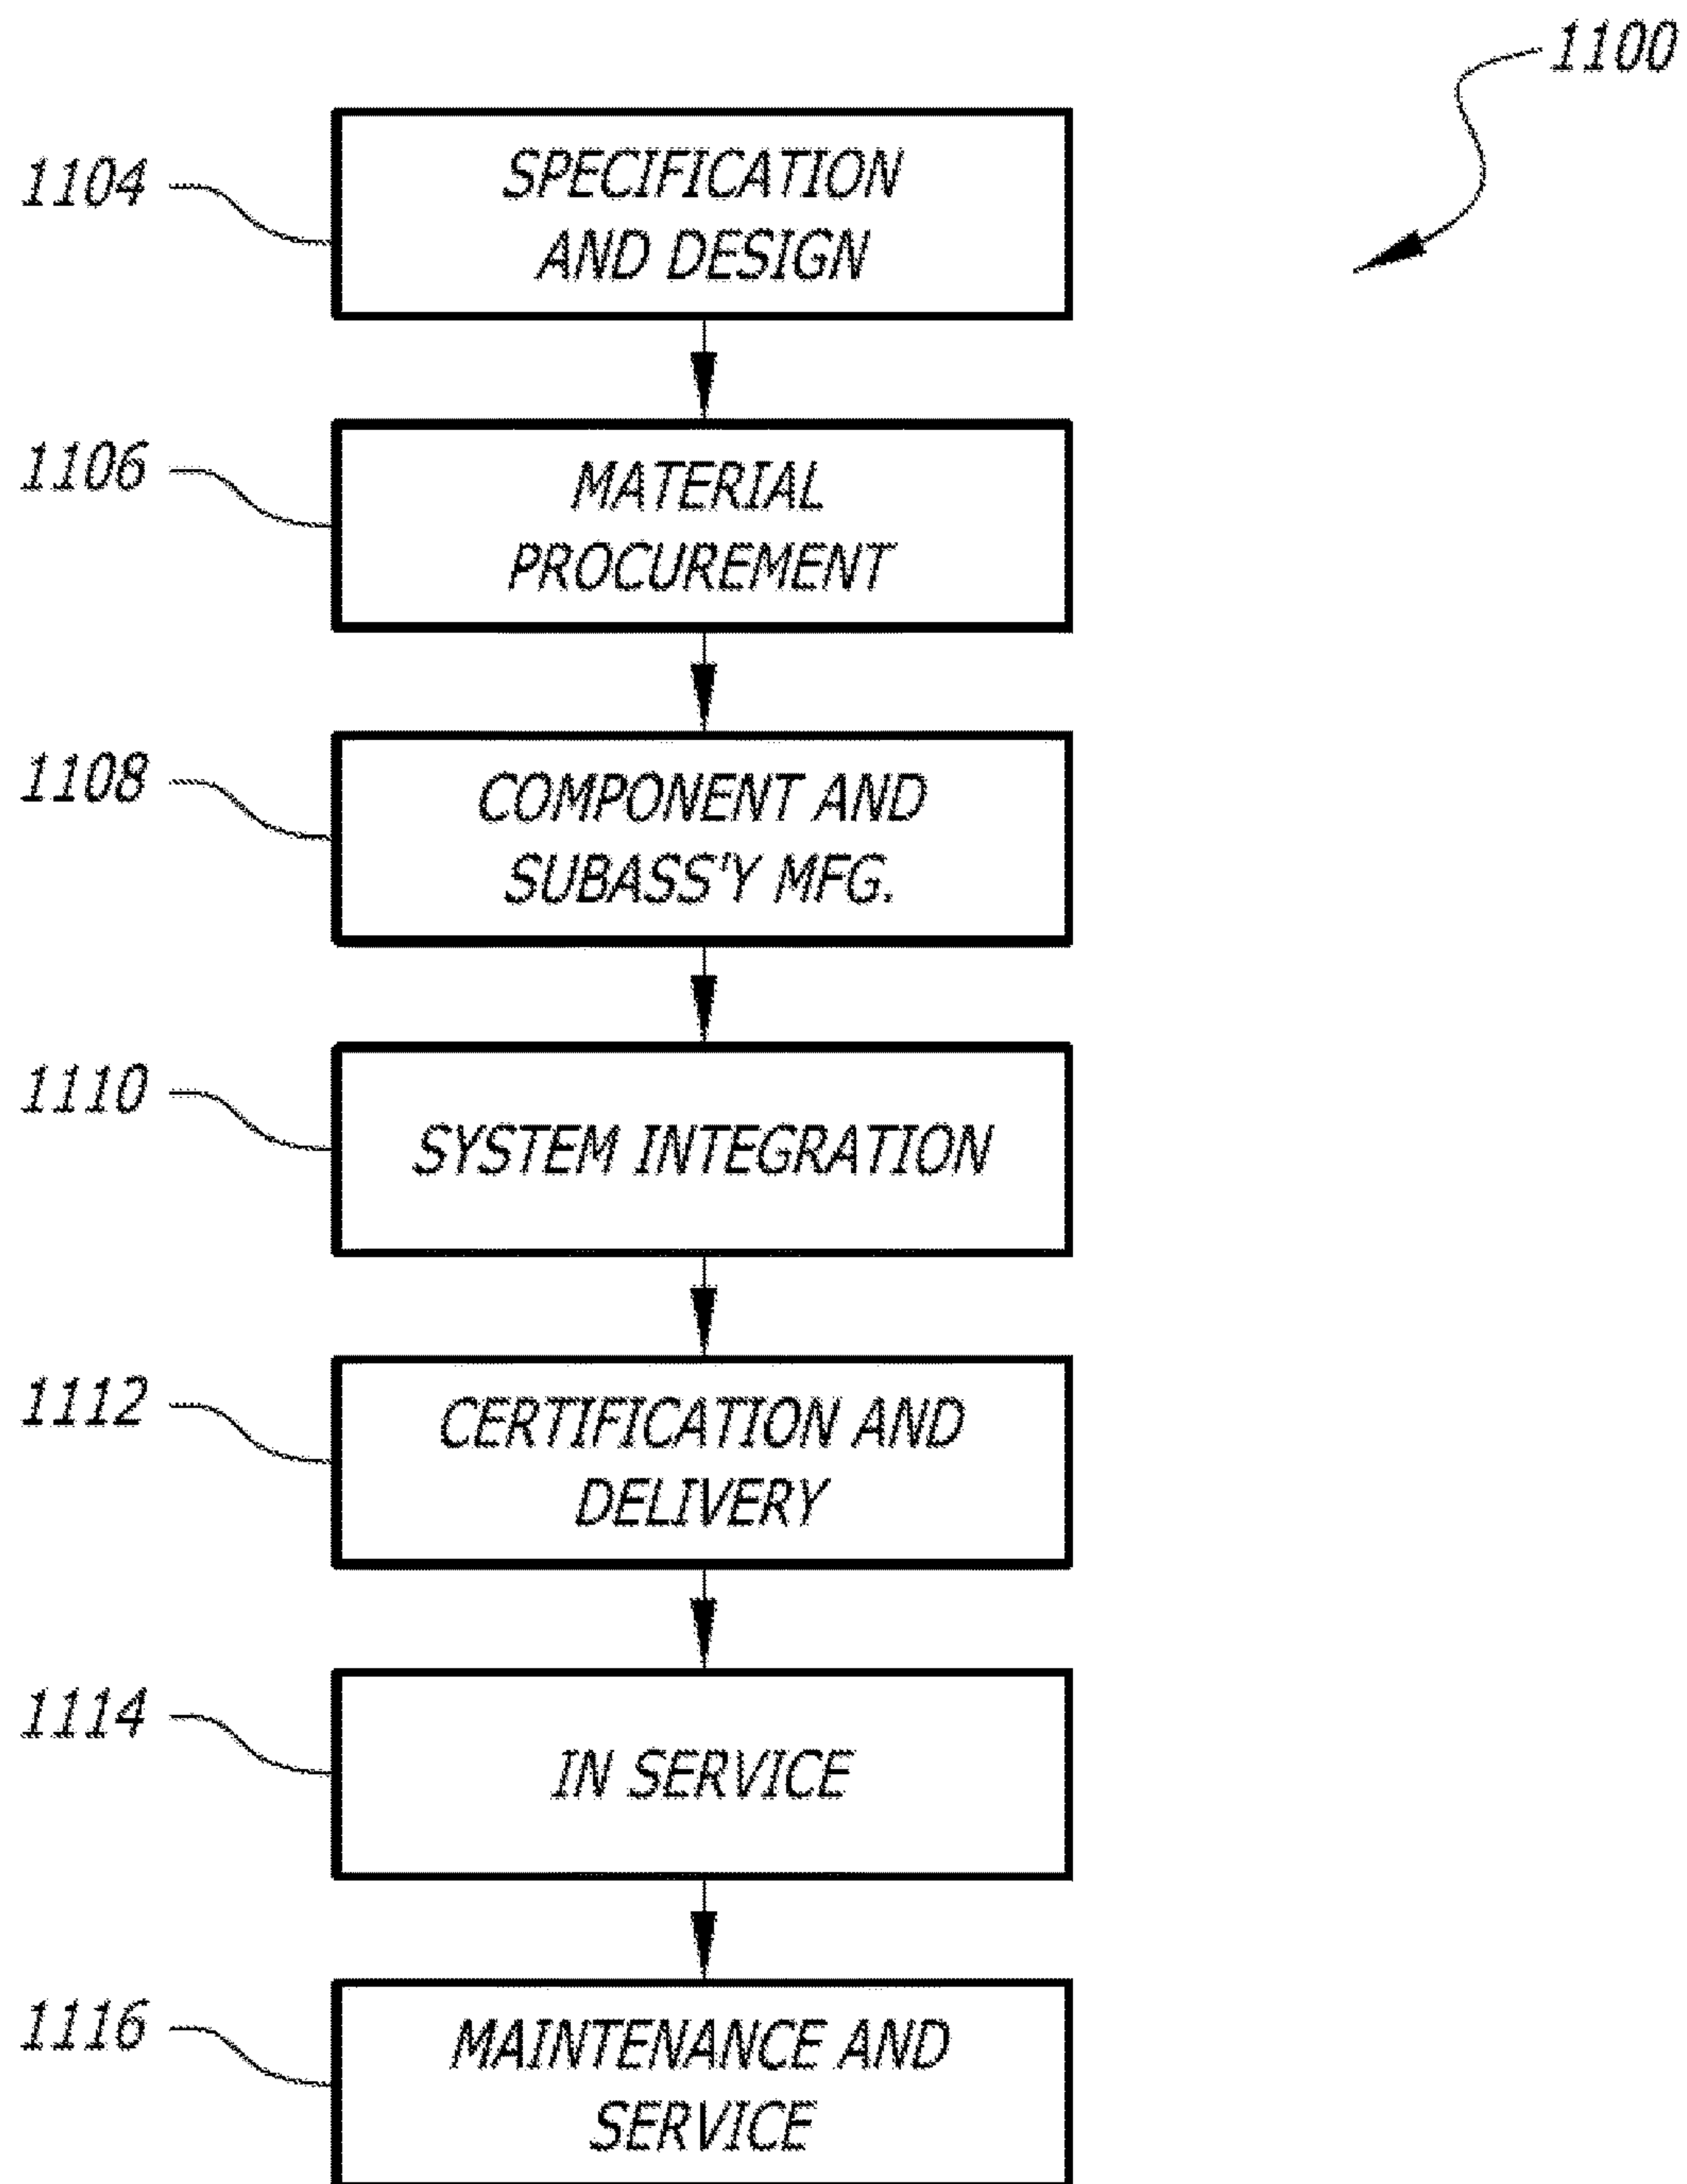 1100
1104
SPECIFICATION
AND DESIGN
1106
MATERIAL
PROCUREMENT
1108
COMPONENT AND
SUBASS'Y MFG.
1110
SYSTEM INTEGRATION
1112
CERTIFICATION AND
DELIVERY
1114
IN SERVICE
1116
MAINTENANCE AND
SERVICE